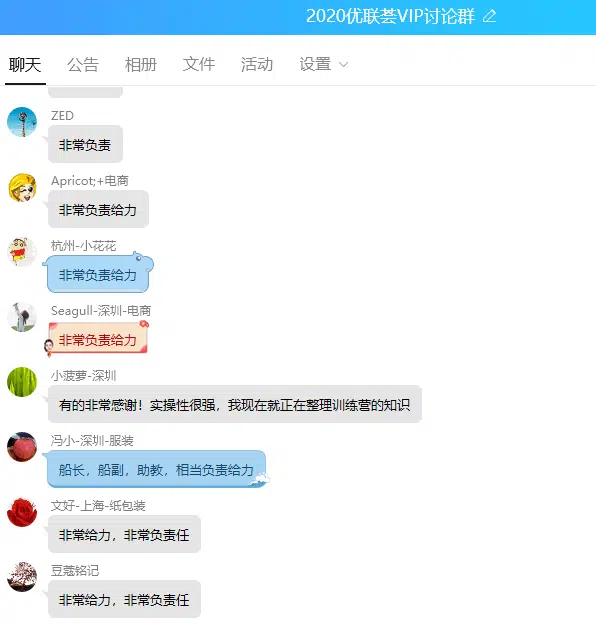 2020优联荟VIP讨论群
聊天 公告 相册 文件 活动 设置
ZED
非常负责
Apricot;+电商
非常负责给力
杭州-小花花
非常负责给力
Seagull-深圳-电商
非常负责给力
小菠萝-深圳
有的非常感谢！实操性很强，我现在就正在整理训练营的知识
冯小-深圳-服装
船长，船副，助教，相当负责给力
文好-上海-纸包装
非常给力，非常负责任
豆蔻铭记
非常给力，非常负责任